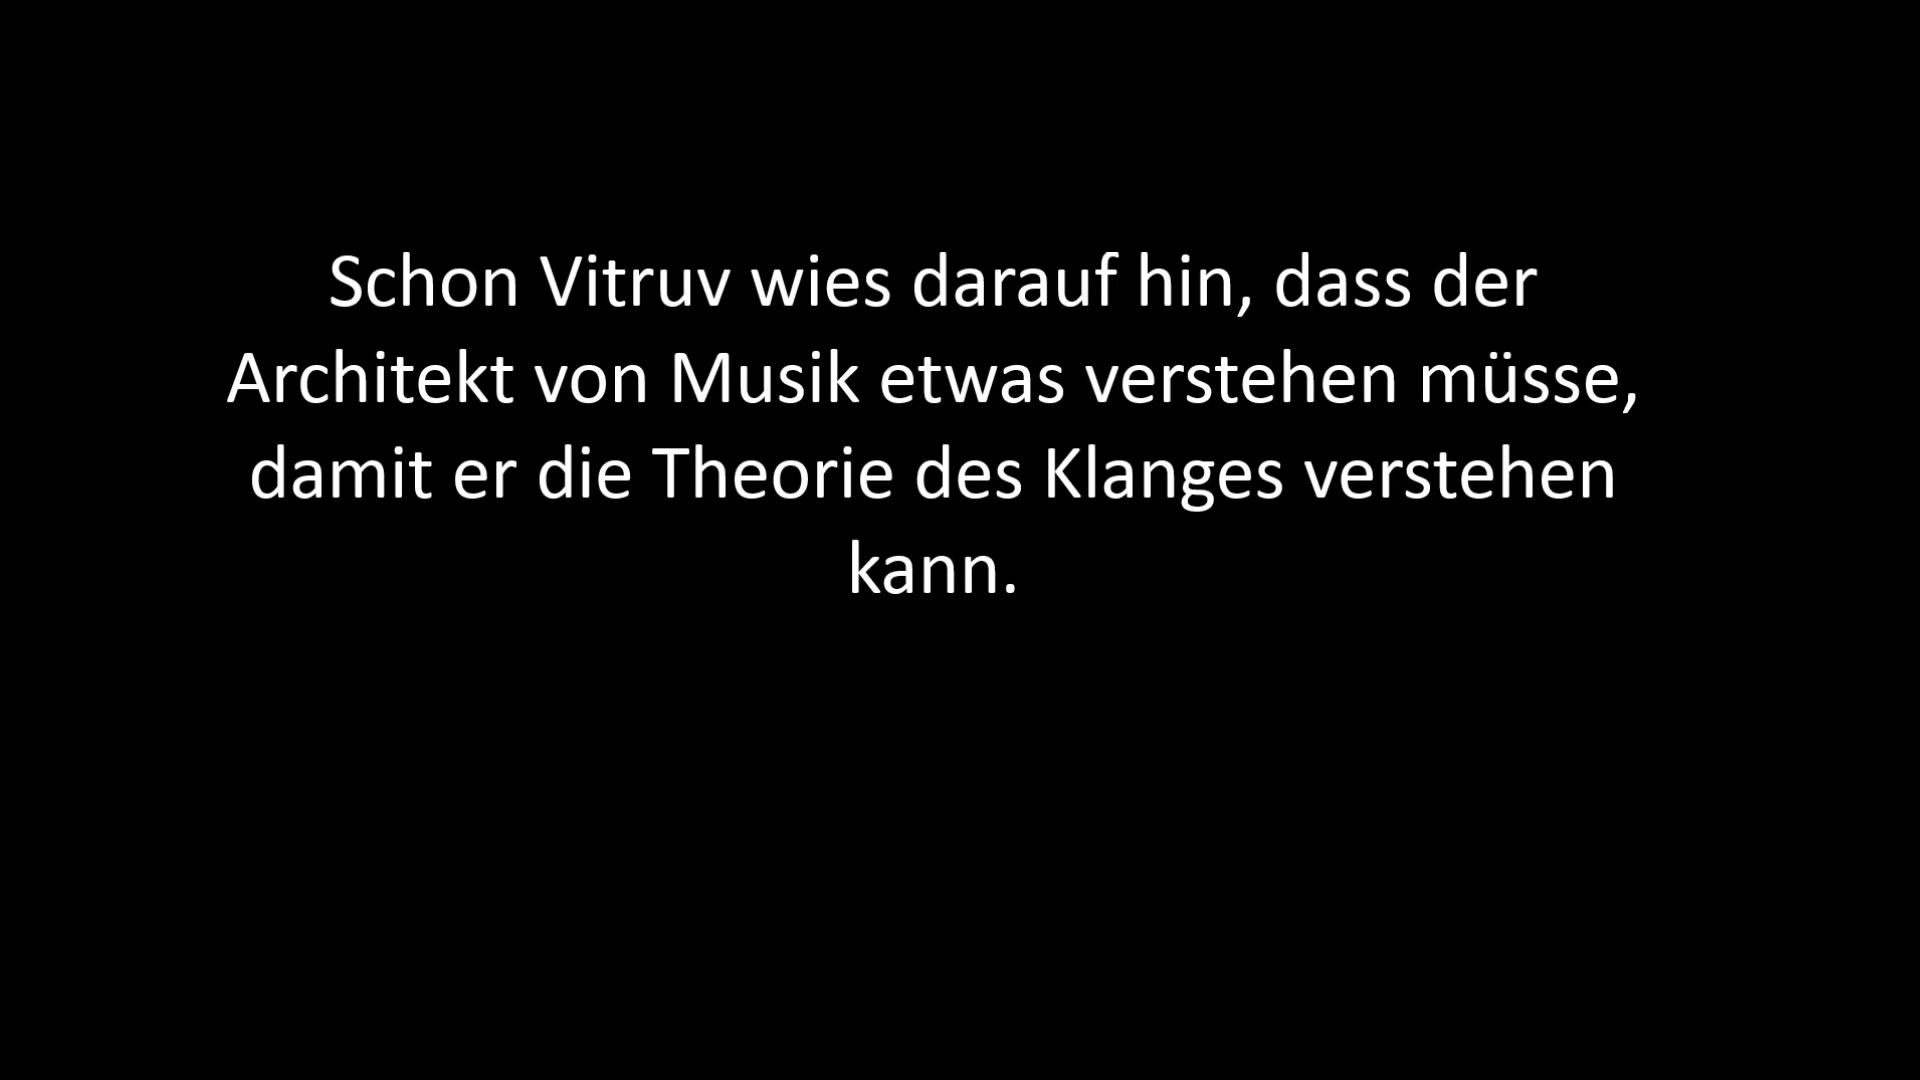 Schon Vitruv wies darauf hin, dass der
Architekt von Musik etwas verstehen müsse,
damit er die Theorie des Klanges verstehen
kann.